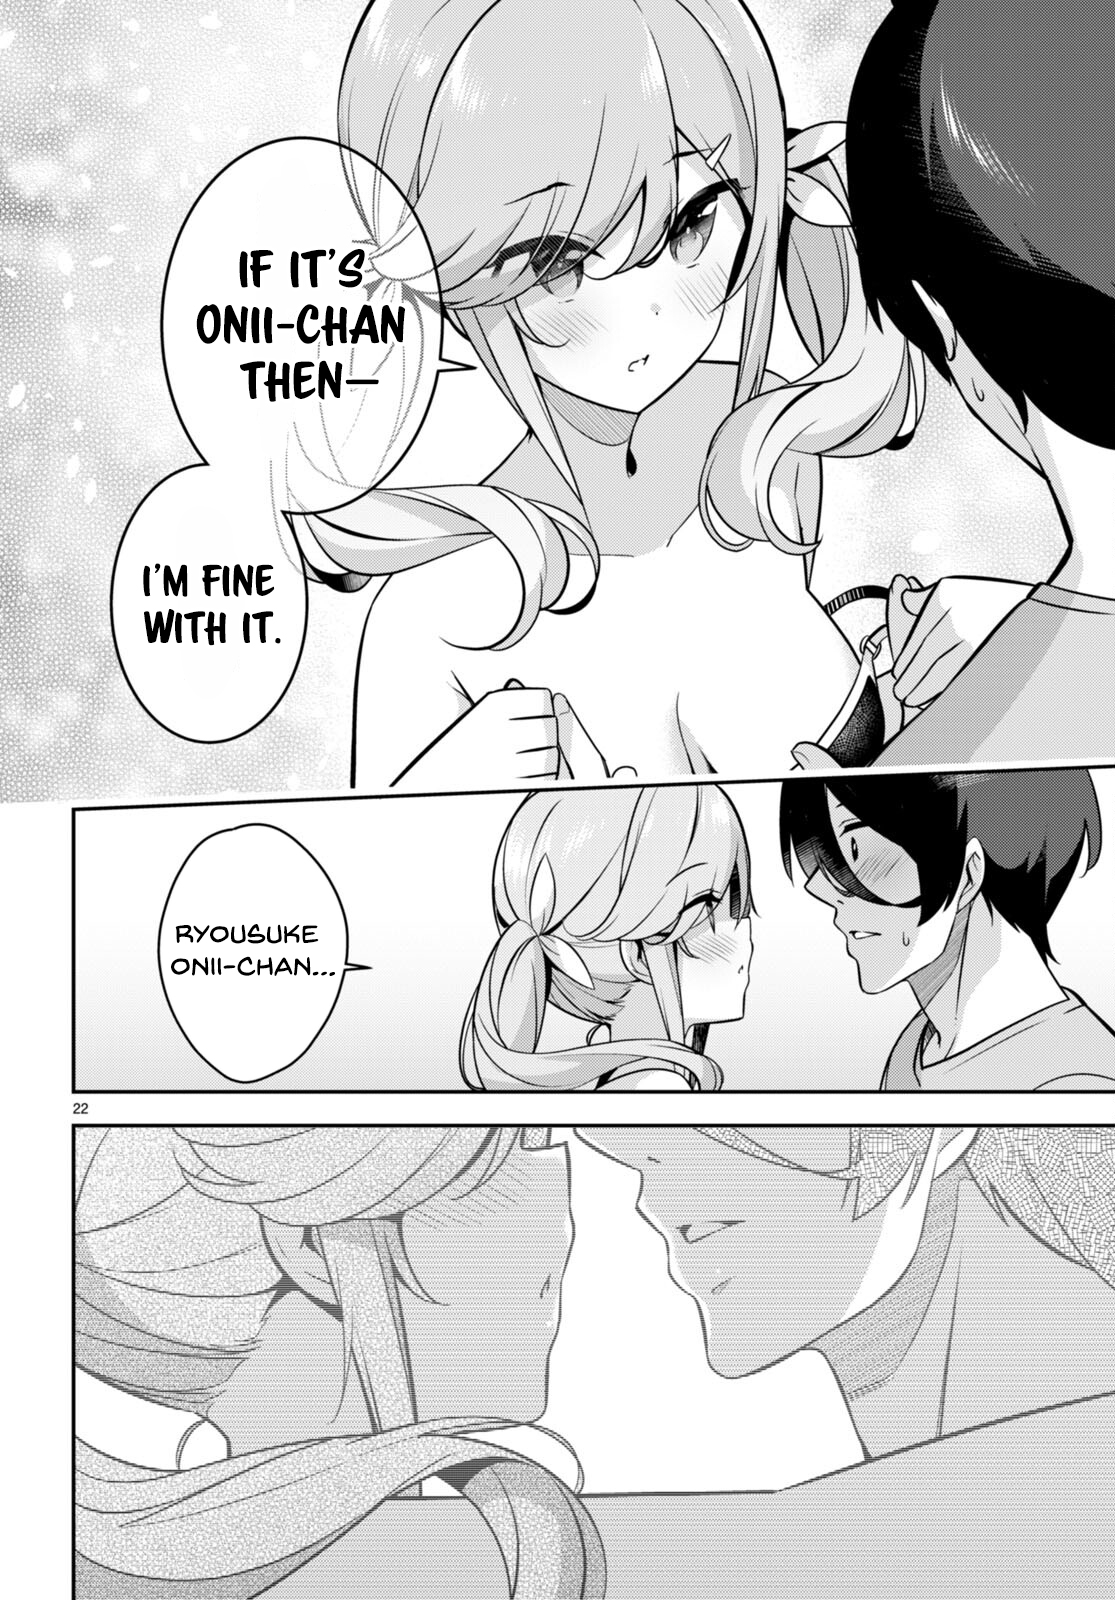 IF IT'S
ONII-CHAN
THEN—
I'M FINE
WITH IT.
RYOUSUKE
ONII-CHAN...
22